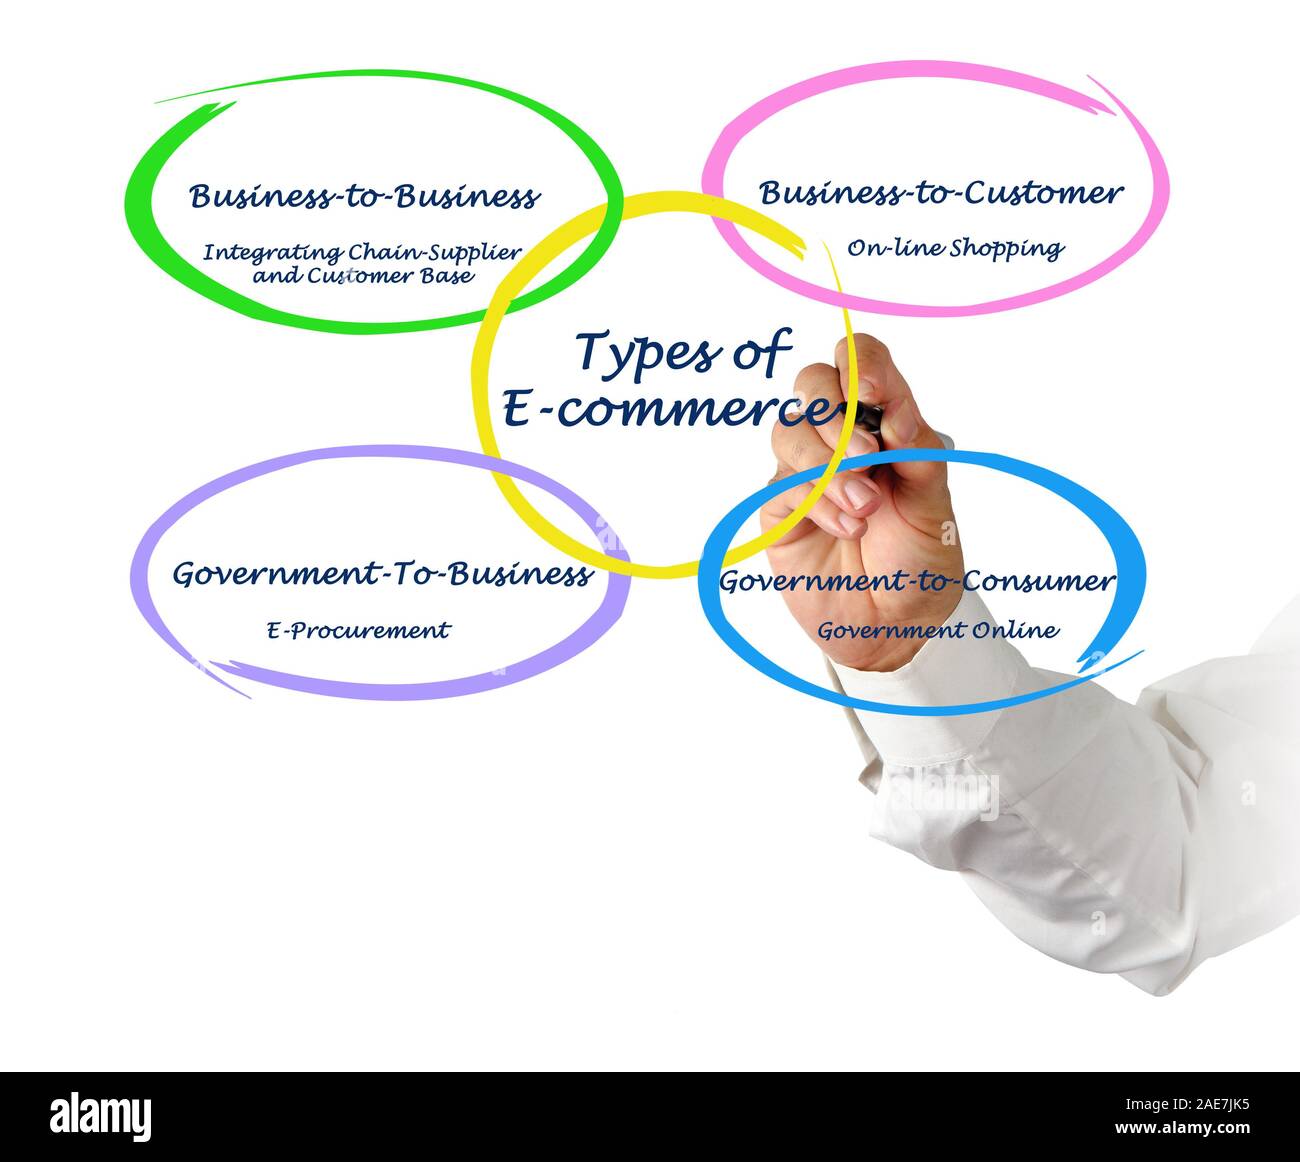 Business-to-Business
Integrating Chain-Supplier
and Customer Base
Business-to-Customer
On-line Shopping
Types of
E-commerce
Government-To-Business
E-Procurement
Government-to-Consumer
Government Online
alamy
a
a
a
a
alamy
Image ID: 2AE7JK5
www.alamy.com